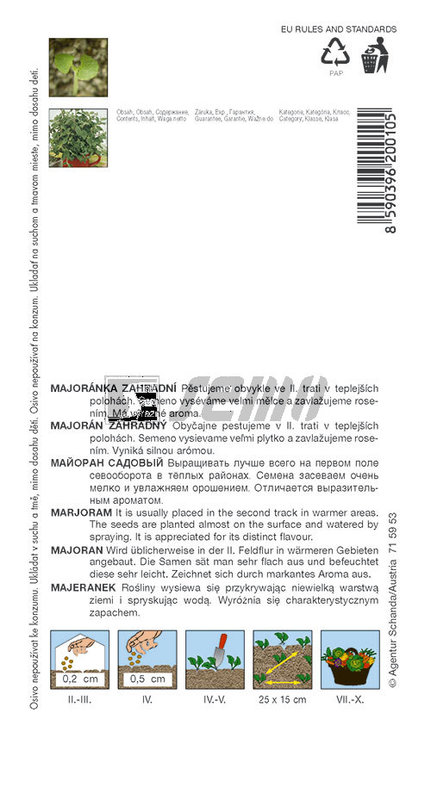 EU RULES AND STANDARDS
PAP
Obsah, Obsah, Содержание,
Contents, Inhalt, Waga netto
Záruka, Exp., Гарантия,
Guarantee, Garantie, Ważne do
Kategorie, Kategória, Класс,
Category, Klasse, Klasa
8 590396 200105
Osivo nepoužívat ke konzumu. Ukládat v suchu a tmě, mimo dosahu dětí. Osivo nepoužívať na konzum. Ukladať na suchom a tmavom mieste, mimo dosahu detí.
SEMO
MAJORÁNKA ZAHRADNÍ Pěstujeme obvykle ve II. trati v teplejších
polohách. Semeno vyséváme velmi mělce a zavlažujeme rose-
ním. Má výrazné aroma.
MAJORÁN ZÁHRADNÝ Obyčajne pestujeme v II. trati v teplejších
polohách. Semeno vysievame veľmi plytko a zavlažujeme rose-
ním. Vyniká silnou arómou.
МАЙОРАН САДОВЫЙ Выращивать лучше всего на первом поле
севооборота в тёплых районах. Семена засеваем очень
мелко и увлажняем орошением. Отличается выразитель-
ным ароматом.
MARJORAM It is usually placed in the second track in warmer areas.
The seeds are planted almost on the surface and watered by
spraying. It is appreciated for its distinct flavour.
MAJORAN Wird üblicherweise in der II. Feldflur in wärmeren Gebieten
angebaut. Die Samen sät man sehr flach aus und befeuchtet
diese sehr leicht. Zeichnet sich durch markantes Aroma aus.
MAJERANEK Rośliny wysiewa się przykrywając niewielką warstwą
ziemi i spryskując wodą. Wyróżnia się charakterystycznym
zapachem.
© Agentur Schanda/Austria 71 59 53
0,2 cm
0,5 cm
II.-III.
IV.
IV.-V.
25 x 15 cm
VII.-X.